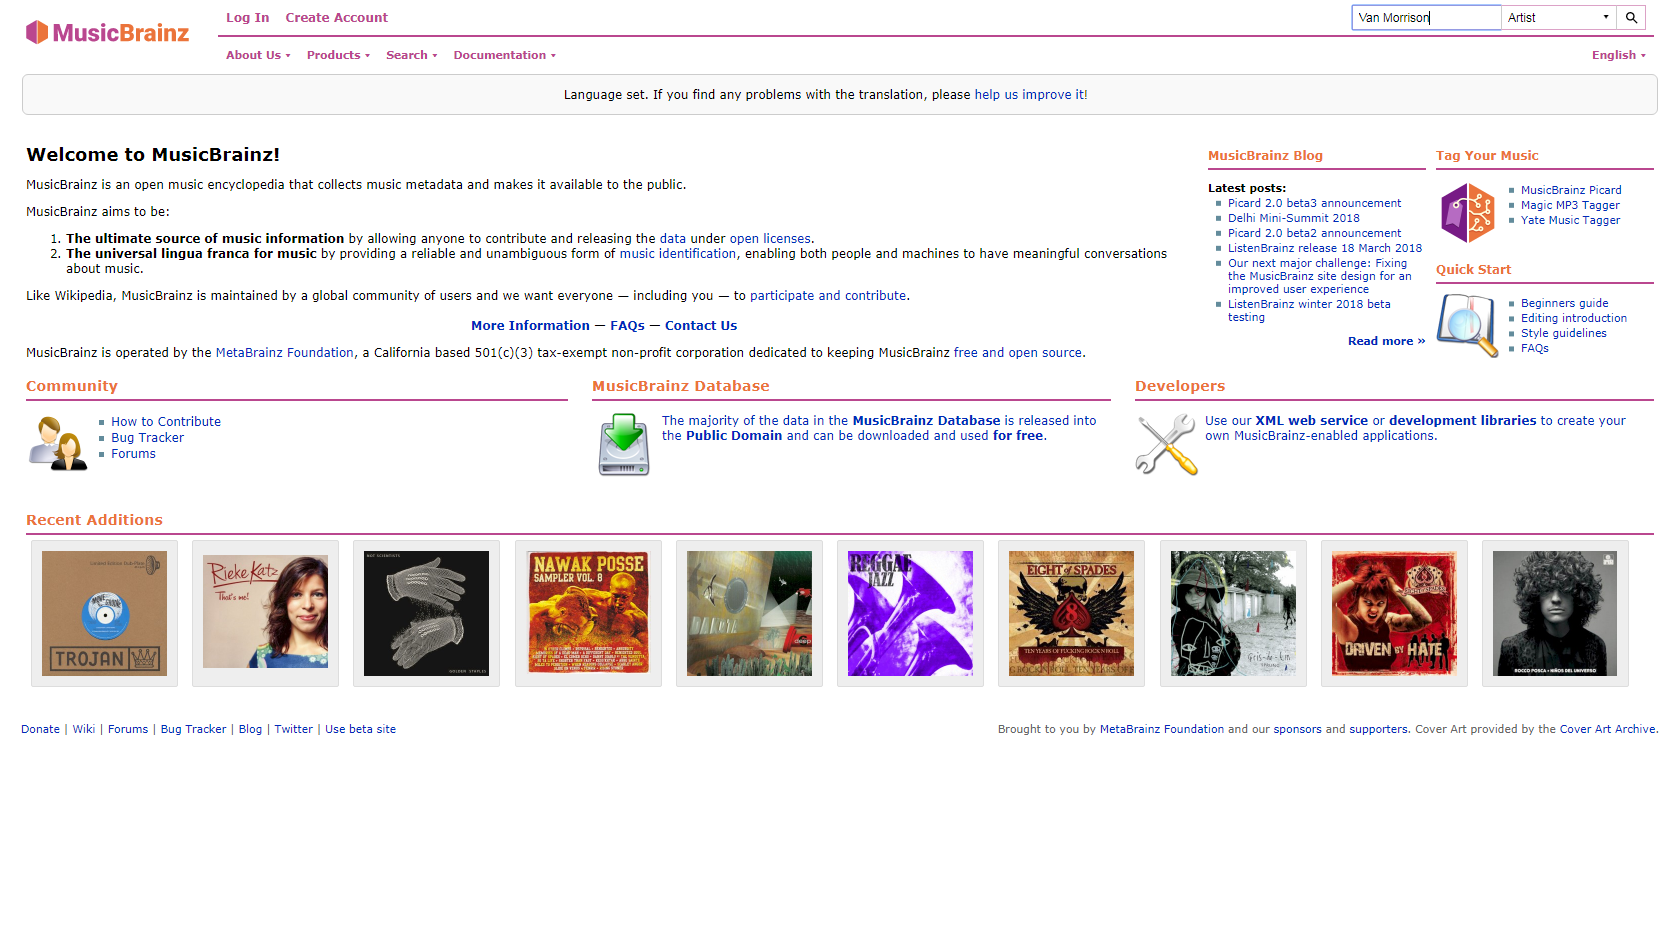 MusicBrainz
Log In Create Account
Van Morrison Artist
About Us Products Search Documentation English
Language set. If you find any problems with the translation, please help us improve it!
Welcome to MusicBrainz!
MusicBrainz is an open music encyclopedia that collects music metadata and makes it available to the public.
MusicBrainz aims to be:
1. The ultimate source of music information by allowing anyone to contribute and releasing the data under open licenses.
2. The universal lingua franca for music by providing a reliable and unambiguous form of music identification, enabling both people and machines to have meaningful conversations
about music.
Like Wikipedia, MusicBrainz is maintained by a global community of users and we want everyone — including you — to participate and contribute.
More Information — FAQs — Contact Us
MusicBrainz is operated by the MetaBrainz Foundation, a California based 501(c)(3) tax-exempt non-profit corporation dedicated to keeping MusicBrainz free and open source.
MusicBrainz Blog
Latest posts:
Picard 2.0 beta3 announcement
Delhi Mini-Summit 2018
Picard 2.0 beta2 announcement
ListenBrainz release 18 March 2018
Our next major challenge: Fixing
the MusicBrainz site design for an
improved user experience
ListenBrainz winter 2018 beta
testing
Read more »
Tag Your Music
MusicBrainz Picard
Magic MP3 Tagger
Yate Music Tagger
Quick Start
Beginners guide
Editing introduction
Style guidelines
FAQs
Community
How to Contribute
Bug Tracker
Forums
MusicBrainz Database
The majority of the data in the MusicBrainz Database is released into
the Public Domain and can be downloaded and used for free.
Developers
Use our XML web service or development libraries to create your
own MusicBrainz-enabled applications.
Recent Additions
TROJAN
Rieke Katz
That's me!
NOT SCIENTISTS
GOLDEN STAPLES
NAWAK POSSE
SAMPLER VOL. 8
deep
REGGAE
JAZZ
EIGHT of SPADES
TEN YEARS OF FUCKING ROCK N ROLL
DRIVEN BY HATE
ROCCO POSCA • NIÑOS DEL UNIVERSO
Donate | Wiki | Forums | Bug Tracker | Blog | Twitter | Use beta site
Brought to you by MetaBrainz Foundation and our sponsors and supporters. Cover Art provided by the Cover Art Archive.